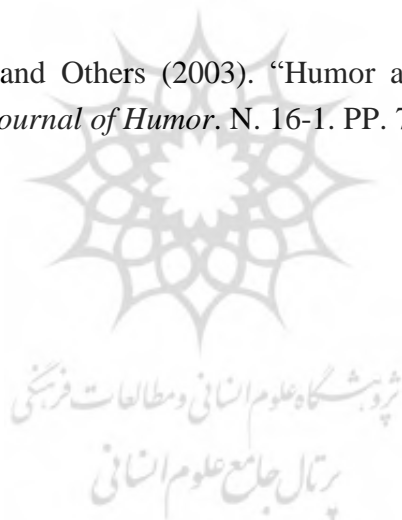 and Others (2003). “Humor a
ournal of Humor. N. 16-1. PP. 7
پژوهشگاه علوم انسانی و مطالعات فرهنگی
پرتال جامع علوم انسانی